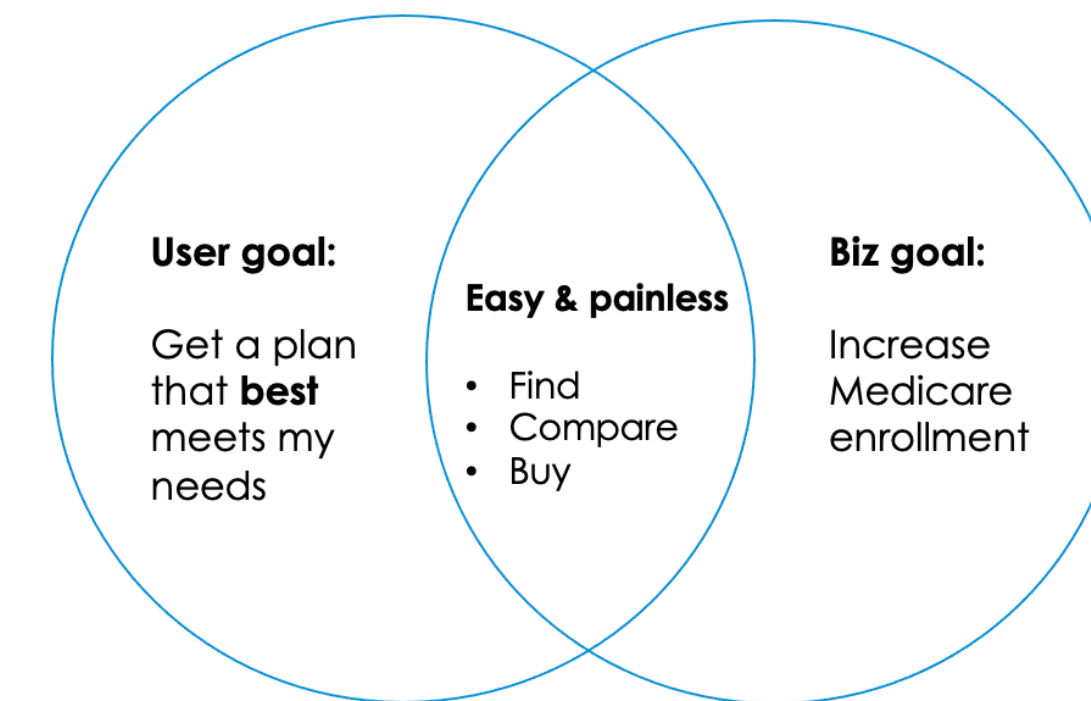 User goal:
Get a plan
that best
meets my
needs
Easy & painless
• Find
• Compare
• Buy
Biz goal:
Increase
Medicare
enrollment